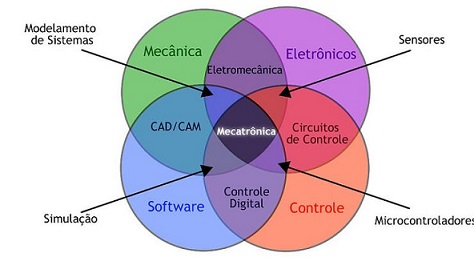 Modelamento
de Sistemas
Sensores
Mecânica
Eletrônicos
Eletromecânica
CAD/CAM
Mecatrônica
Circuitos
de Controle
Controle
Digital
Software
Controle
Simulação
Microcontroladores